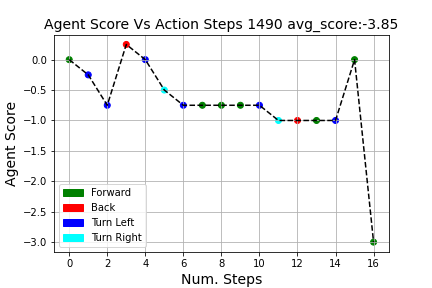 Agent Score Vs Action Steps 1490 avg_score:-3.85
Agent Score
0.0
−0.5
−1.0
−1.5
−2.0
−2.5
−3.0
Forward
Back
Turn Left
Turn Right
0 2 4 6 8 10 12 14 16
Num. Steps